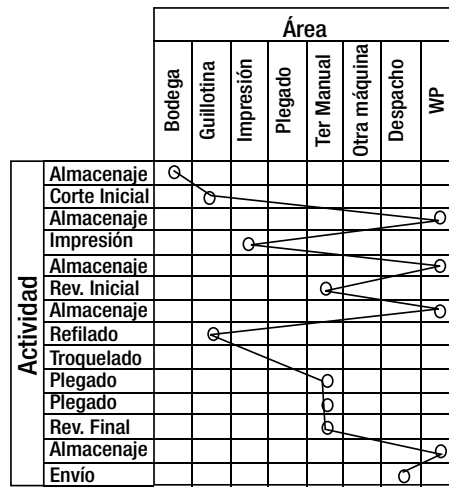 Área
Bodega
Guillotina
Impresión
Plegado
Ter Manual
Otra máquina
Despacho
WP
Actividad
Almacenaje
Corte Inicial
Almacenaje
Impresión
Almacenaje
Rev. Inicial
Almacenaje
Refilado
Troquelado
Plegado
Plegado
Rev. Final
Almacenaje
Envío